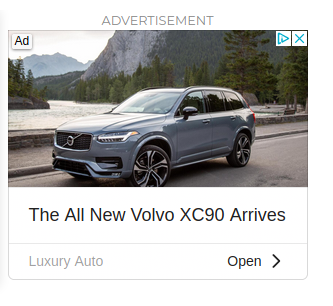 ADVERTISEMENT
Ad
The All New Volvo XC90 Arrives
Luxury Auto
Open